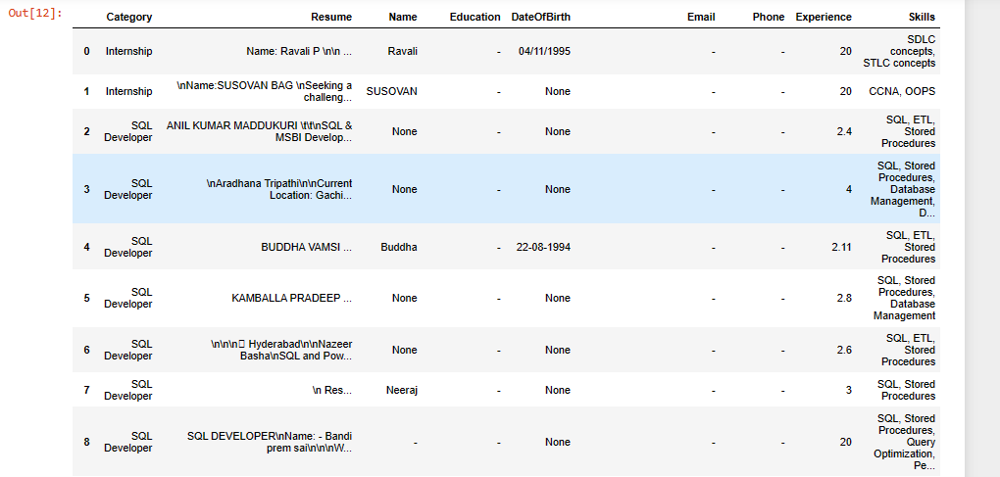 Out[12]:
Category Resume Name Education DateOfBirth Email Phone Experience Skills
0 Internship Name: Ravali P \n\n ... Ravali - 04/11/1995 - - 20 SDLC
concepts,
STLC concepts
1 Internship \nName:SUSOVAN BAG \nSeeking a
challeng... SUSOVAN - None - - 20 CCNA, OOPS
2 SQL
Developer ANIL KUMAR MADDUKURI \t\t\nSQL &
MSBI Develop... None - None - - 2.4 SQL, ETL,
Stored
Procedures
3 SQL
Developer \nAradhana Tripathi\n\nCurrent
Location: Gachi... None - None - - 4 SQL, Stored
Procedures,
Database
Management,
D...
4 SQL
Developer BUDDHA VAMSI ... Buddha - 22-08-1994 - - 2.11 SQL, ETL,
Stored
Procedures
5 SQL
Developer KAMBALLA PRADEEP ... None - None - - 2.8 SQL, Stored
Procedures,
Database
Management
6 SQL
Developer \n\n\n Hyderabad\n\nNazeer
Basha\nSQL and Pow... None - None - - 2.6 SQL, ETL,
Stored
Procedures
7 SQL
Developer \n Res... Neeraj - None - - 3 SQL, Stored
Procedures
8 SQL
Developer SQL DEVELOPER\nName: - Bandi
prem sai\n\n\nW... - - None - - 20 SQL, Stored
Procedures,
Query
Optimization,
Pe...